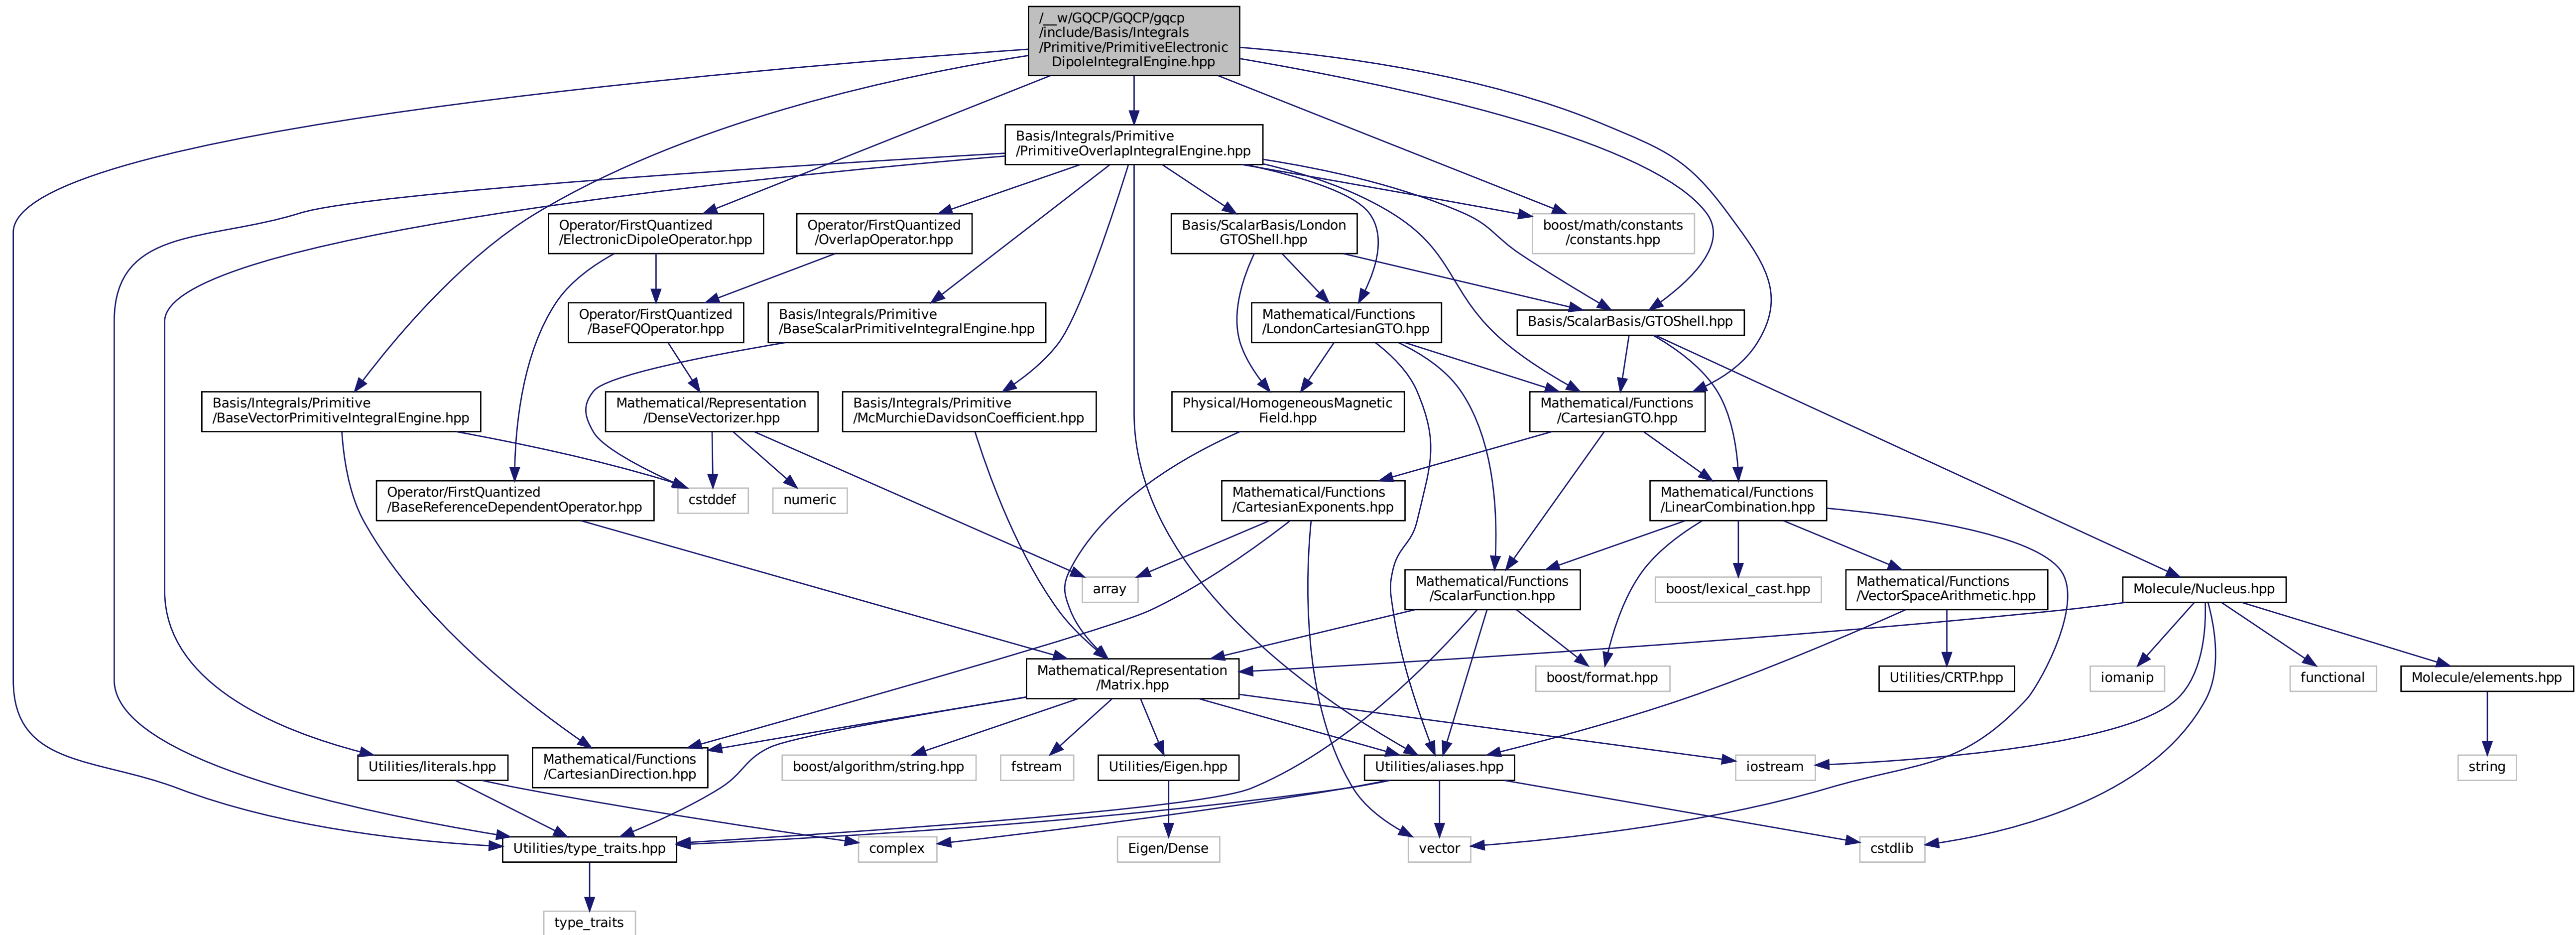 /__w/GQCP/GQCP/gqcp
/include/Basis/Integrals
/Primitive/PrimitiveElectronic
DipoleIntegralEngine.hpp
Basis/Integrals/Primitive
/PrimitiveOverlapIntegralEngine.hpp
Operator/FirstQuantized
/ElectronicDipoleOperator.hpp
Operator/FirstQuantized
/OverlapOperator.hpp
Basis/ScalarBasis/London
GTOShell.hpp
boost/math/constants
/constants.hpp
Operator/FirstQuantized
/BaseFQOperator.hpp
Basis/Integrals/Primitive
/BaseScalarPrimitiveIntegralEngine.hpp
Mathematical/Functions
/LondonCartesianGTO.hpp
Basis/ScalarBasis/GTOShell.hpp
Basis/Integrals/Primitive
/BaseVectorPrimitiveIntegralEngine.hpp
Mathematical/Representation
/DenseVectorizer.hpp
Basis/Integrals/Primitive
/McMurchieDavidsonCoefficient.hpp
Physical/HomogeneousMagnetic
Field.hpp
Mathematical/Functions
/CartesianGTO.hpp
Operator/FirstQuantized
/BaseReferenceDependentOperator.hpp
cstddef
numeric
Mathematical/Functions
/CartesianExponents.hpp
Mathematical/Functions
/LinearCombination.hpp
array
Mathematical/Functions
/ScalarFunction.hpp
boost/lexical_cast.hpp
Mathematical/Functions
/VectorSpaceArithmetic.hpp
Molecule/Nucleus.hpp
Mathematical/Representation
/Matrix.hpp
boost/format.hpp
Utilities/CRTP.hpp
iomanip
functional
Molecule/elements.hpp
Utilities/literals.hpp
Mathematical/Functions
/CartesianDirection.hpp
boost/algorithm/string.hpp
fstream
Utilities/Eigen.hpp
Utilities/aliases.hpp
iostream
string
Utilities/type_traits.hpp
complex
Eigen/Dense
vector
cstdlib
type_traits